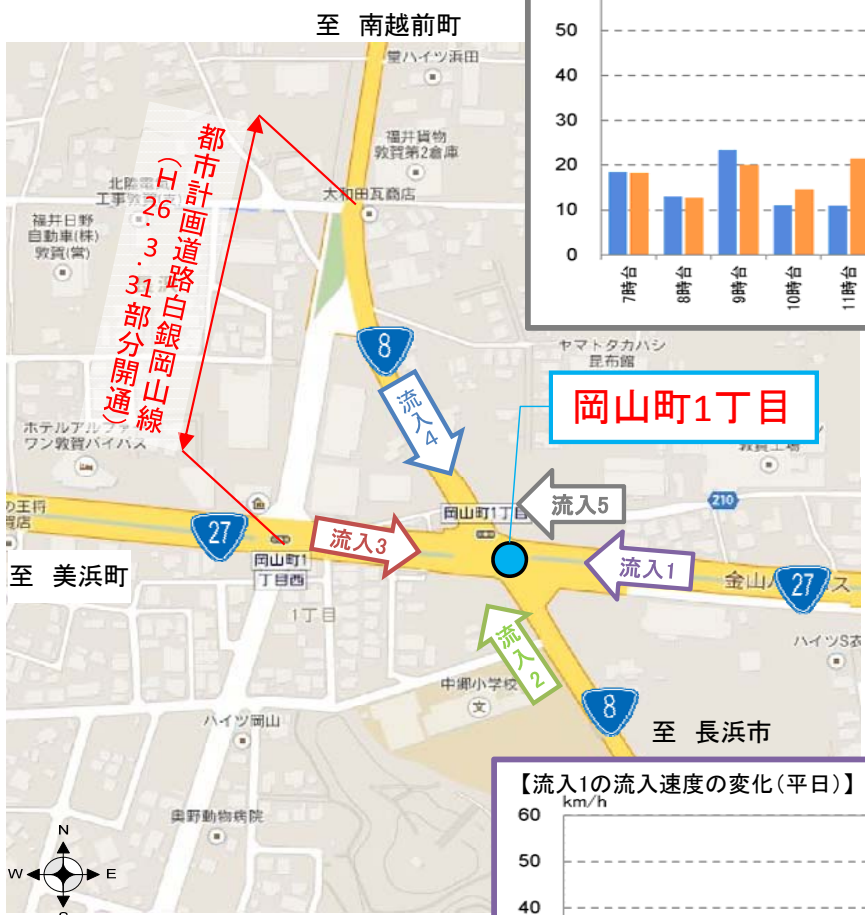 至 南越前町
50
40
30
20
10
0
7時台
8時台
9時台
10時台
11時台
堂ハイツ浜田
福井貨物
敦賀第2倉庫
大和田瓦商店
都市計画道路白銀岡山線
(H26.3.31部分開通)
福井日野
自動車(株)
敦賀(営)
8
流入4
ヤマトタカハシ
昆布館
岡山町1丁目
ホテルアルファー
ワン敦賀バイパス
の王将
賀店
27
岡山町1
丁目西
流入3
岡山町1丁目
流入5
210
流入1
27
至 美浜町
1丁目
流入2
中郷小学校
文
ハイツS衣
8
至 長浜市
ハイツ岡山
奥野動物病院
N
W
E
S
【流入1の流入速度の変化(平日)】
km/h
60
50
40